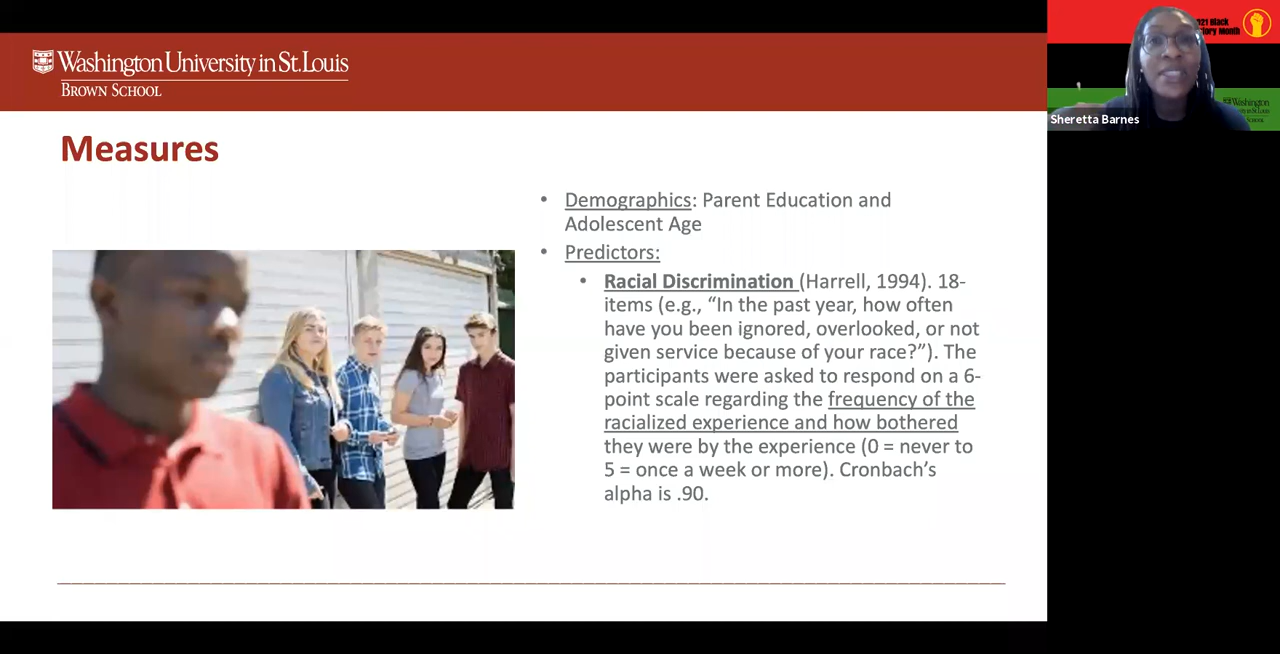 Washington University in St. Louis
BROWN SCHOOL
Measures
• Demographics: Parent Education and
Adolescent Age
• Predictors:
• Racial Discrimination (Harrell, 1994). 18-
items (e.g., “In the past year, how often
have you been ignored, overlooked, or not
given service because of your race?”). The
participants were asked to respond on a 6-
point scale regarding the frequency of the
racialized experience and how bothered
they were by the experience (0 = never to
5 = once a week or more). Cronbach’s
alpha is .90.
Black
Month
Washington
Sheretta Barnes